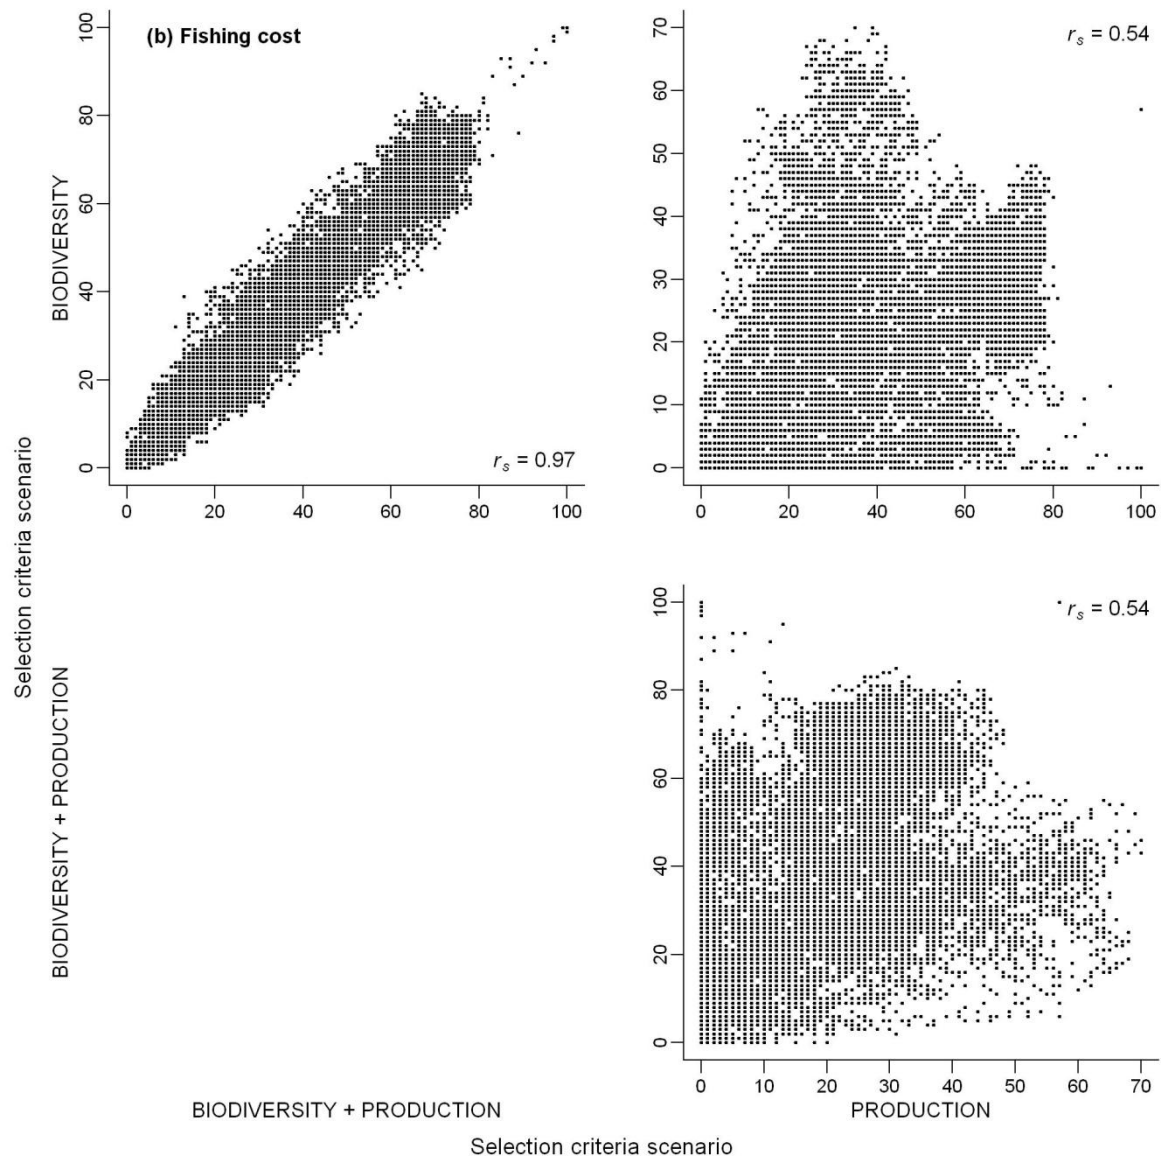 (b) Fishing cost
100
80
60
40
20
0
r_s = 0.97
0 20 40 60 80 100
BIODIVERSITY
70
60
50
40
30
20
10
0
r_s = 0.54
0 20 40 60 80 100
Selection criteria scenario
BIODIVERSITY + PRODUCTION
100
80
60
40
20
0
r_s = 0.54
0 10 20 30 40 50 60 70
BIODIVERSITY + PRODUCTION
PRODUCTION
Selection criteria scenario